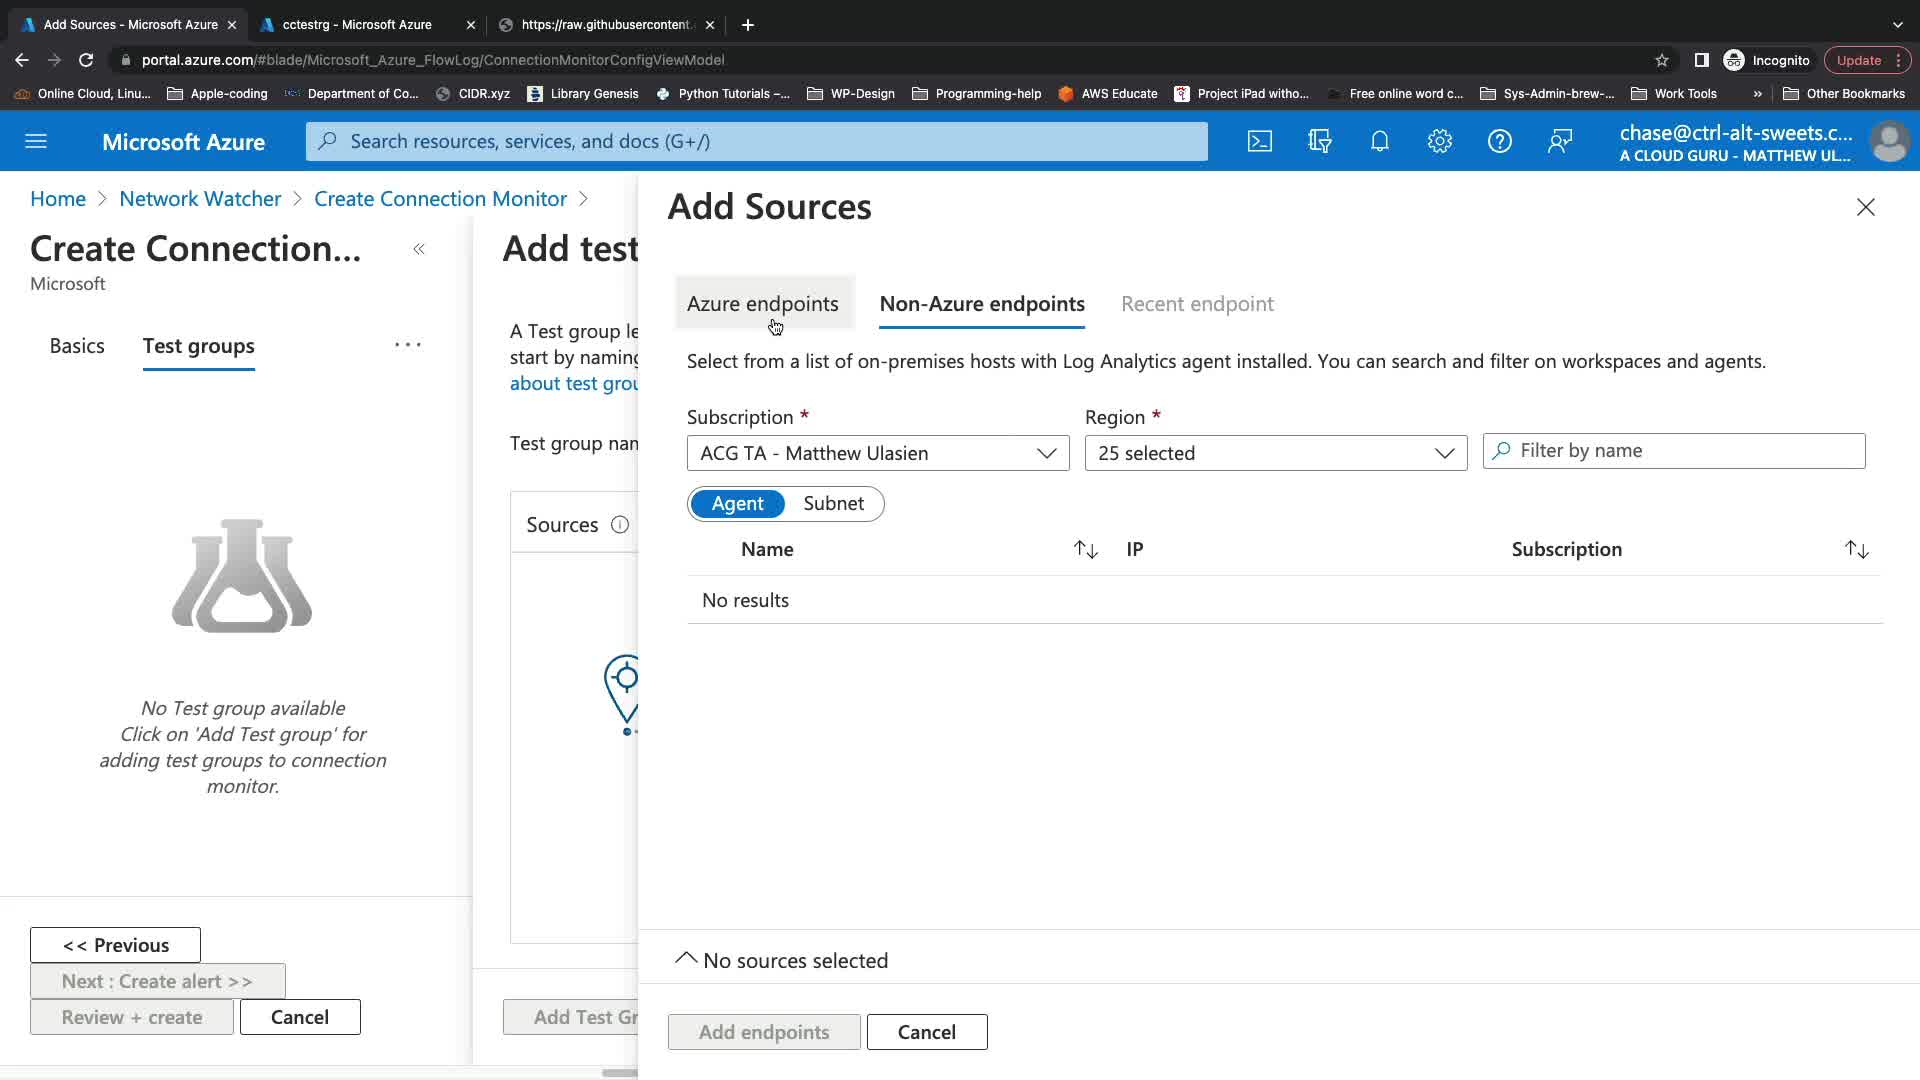 Add Sources - Microsoft Azure
cctestrg - Microsoft Azure
https://raw.githubusercontent.
portal.azure.com/#blade/Microsoft_Azure_FlowLog/ConnectionMonitorConfigViewModel
Incognito
Update
Online Cloud, Linu...
Apple-coding
Department of Co...
CIDR.xyz
Library Genesis
Python Tutorials –...
WP-Design
Programming-help
AWS Educate
Project iPad witho...
Free online word c...
Sys-Admin-brew-...
Work Tools
»
Other Bookmarks
Microsoft Azure
Search resources, services, and docs (G+/)
chase@ctrl-alt-sweets.c...
A CLOUD GURU - MATTHEW UL...
Home > Network Watcher > Create Connection Monitor >
Create Connection...
Microsoft
Basics
Test groups
...
No Test group available
Click on 'Add Test group' for
adding test groups to connection
monitor.
<< Previous
Next : Create alert >>
Review + create
Cancel
Add test
A Test group le
start by naming
about test grou
Test group nam
Sources
Add Test Gr
Add Sources
Azure endpoints
Non-Azure endpoints
Recent endpoint
Select from a list of on-premises hosts with Log Analytics agent installed. You can search and filter on workspaces and agents.
Subscription *
Region *
ACG TA - Matthew Ulasien
25 selected
Filter by name
Agent
Subnet
Name
IP
Subscription
No results
No sources selected
Add endpoints
Cancel